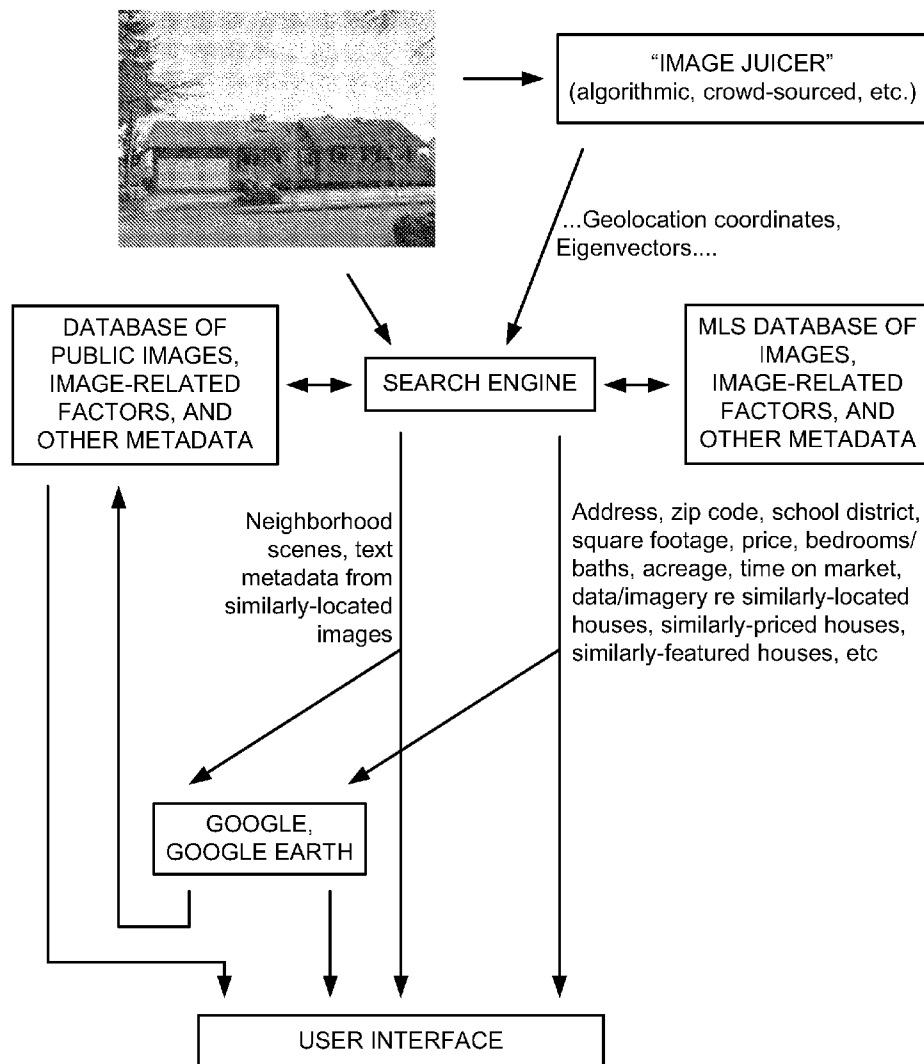 “IMAGE JUICER”
(algorithmic, crowd-sourced, etc.)
...Geolocation coordinates,
Eigenvectors....
DATABASE OF
PUBLIC IMAGES,
IMAGE-RELATED
FACTORS, AND
OTHER METADATA
SEARCH ENGINE
MLS DATABASE OF
IMAGES,
IMAGE-RELATED
FACTORS, AND
OTHER METADATA
Neighborhood
scenes, text
metadata from
similarly-located
images
Address, zip code, school district,
square footage, price, bedrooms/
baths, acreage, time on market,
data/imagery re similarly-located
houses, similarly-priced houses,
similarly-featured houses, etc
GOOGLE,
GOOGLE EARTH
USER INTERFACE